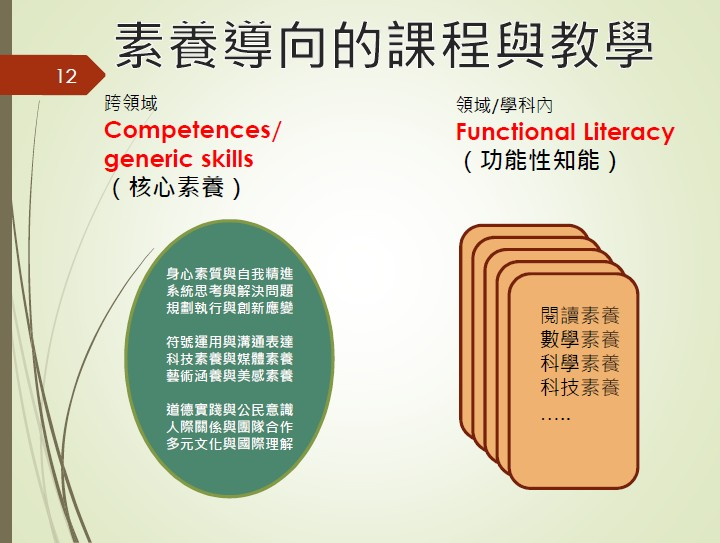 素養導向的課程與教學
12
跨領域
Competences/
generic skills
（核心素養）
身心素質與自我精進
系統思考與解決問題
規劃執行與創新應變
符號運用與溝通表達
科技素養與媒體素養
藝術涵養與美感素養
道德實踐與公民意識
人際關係與團隊合作
多元文化與國際理解
領域/學科內
Functional Literacy
（功能性知能）
閱讀素養
數學素養
科學素養
科技素養
.....